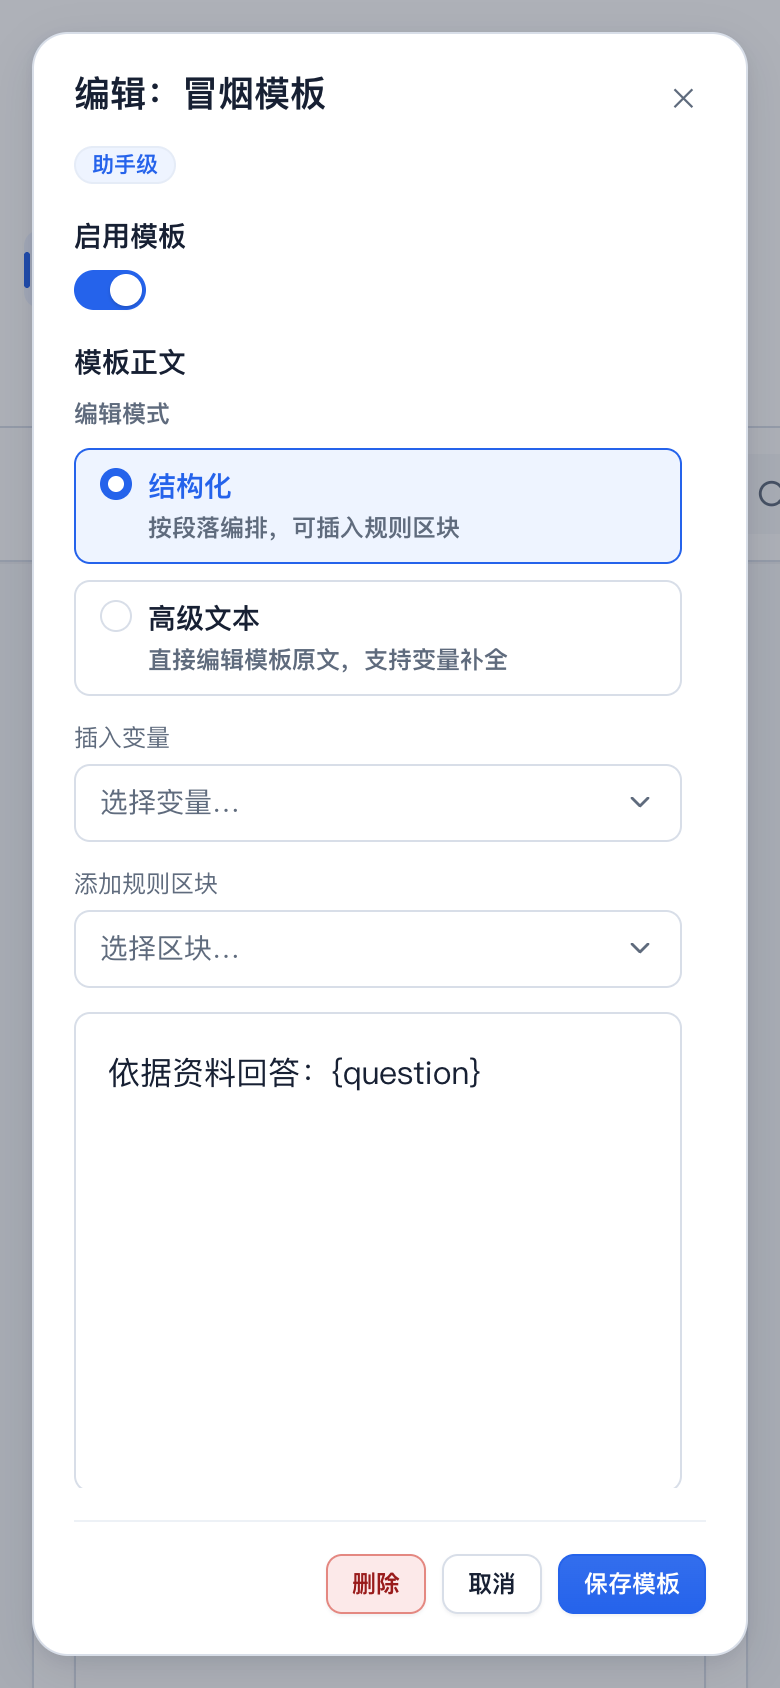 编辑：冒烟模板
助手级
启用模板
模板正文
编辑模式
结构化
按段落编排，可插入规则区块
高级文本
直接编辑模板原文，支持变量补全
插入变量
选择变量...
添加规则区块
选择区块...
依据资料回答：{question}
删除 取消 保存模板